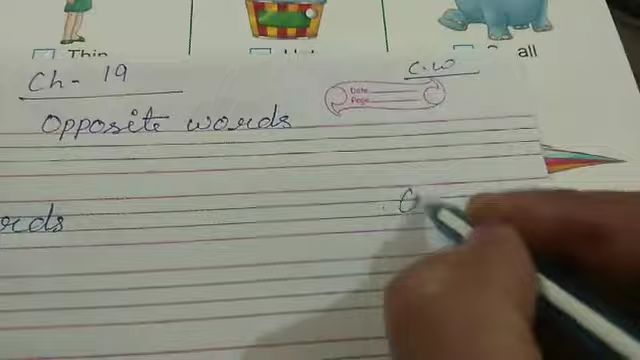 Thin
all
Ch - 19
C.W
Date
Page
Opposite words
rds